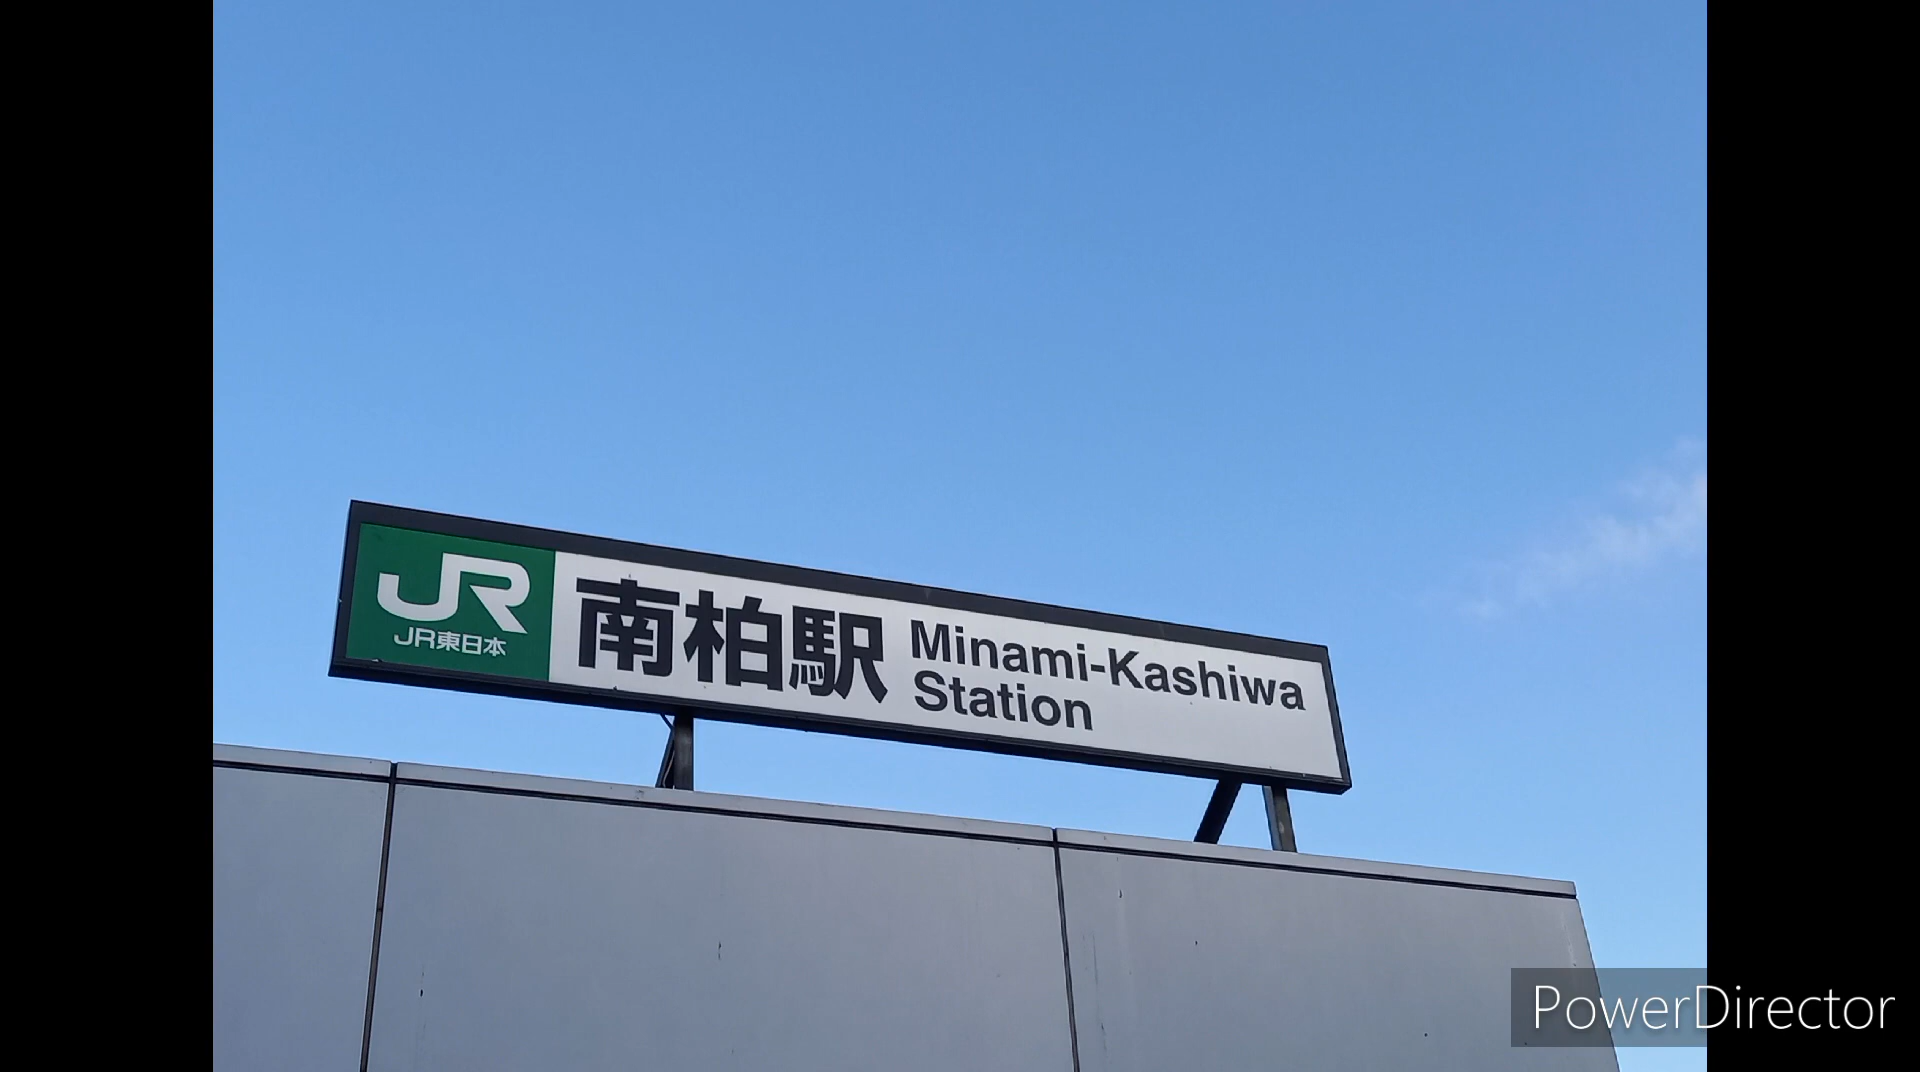 JR
JR東日本
南柏駅
Minami-Kashiwa
Station
PowerDirector